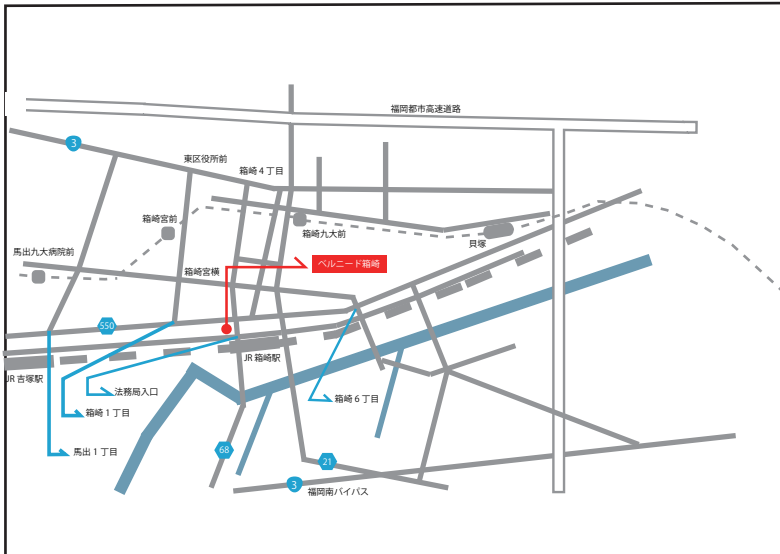 福岡都市高速道路
3
東区役所前
箱崎4丁目
箱崎宮前
箱崎九大前
貝塚
馬出九大病院前
箱崎宮横
ベルニード箱崎
550
JR吉塚駅
JR箱崎駅
法務局入口
箱崎6丁目
箱崎1丁目
馬出1丁目
68
21
3
福岡南バイパス